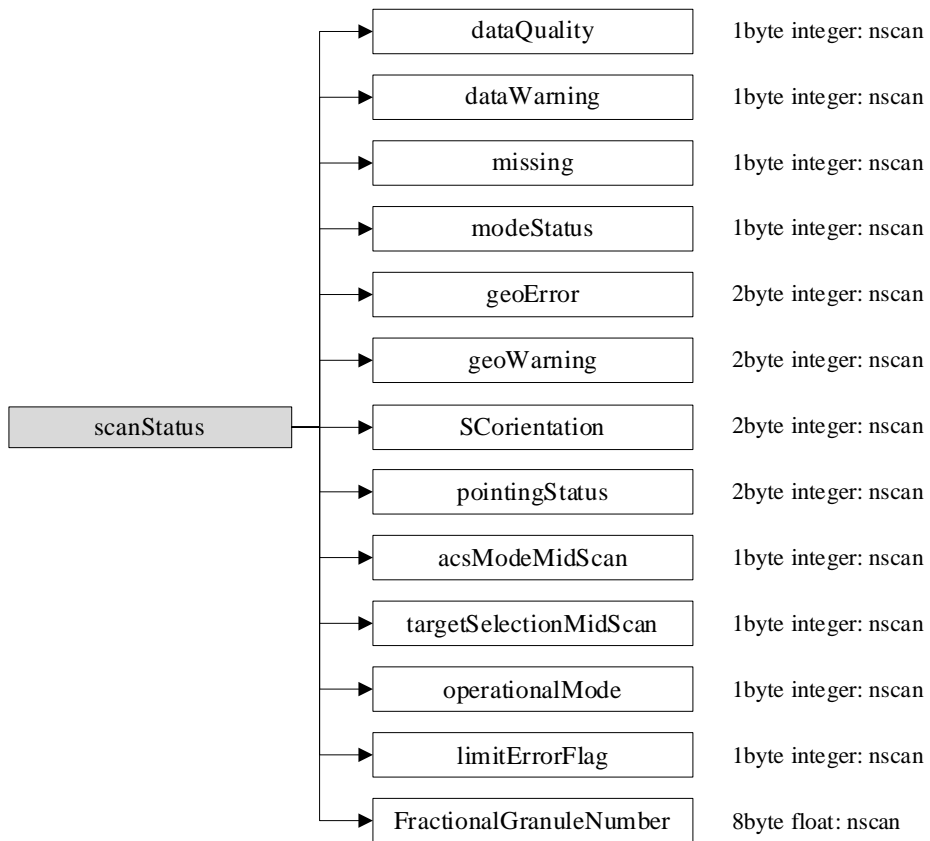 dataQuality 1byte integer: nscan
dataWarning 1byte integer: nscan
missing 1byte integer: nscan
modeStatus 1byte integer: nscan
geoError 2byte integer: nscan
geoWarning 2byte integer: nscan
scanStatus SCorientation 2byte integer: nscan
pointingStatus 2byte integer: nscan
acsModeMidScan 1byte integer: nscan
targetSelectionMidScan 1byte integer: nscan
operationalMode 1byte integer: nscan
limitErrorFlag 1byte integer: nscan
FractionalGranuleNumber 8byte float: nscan